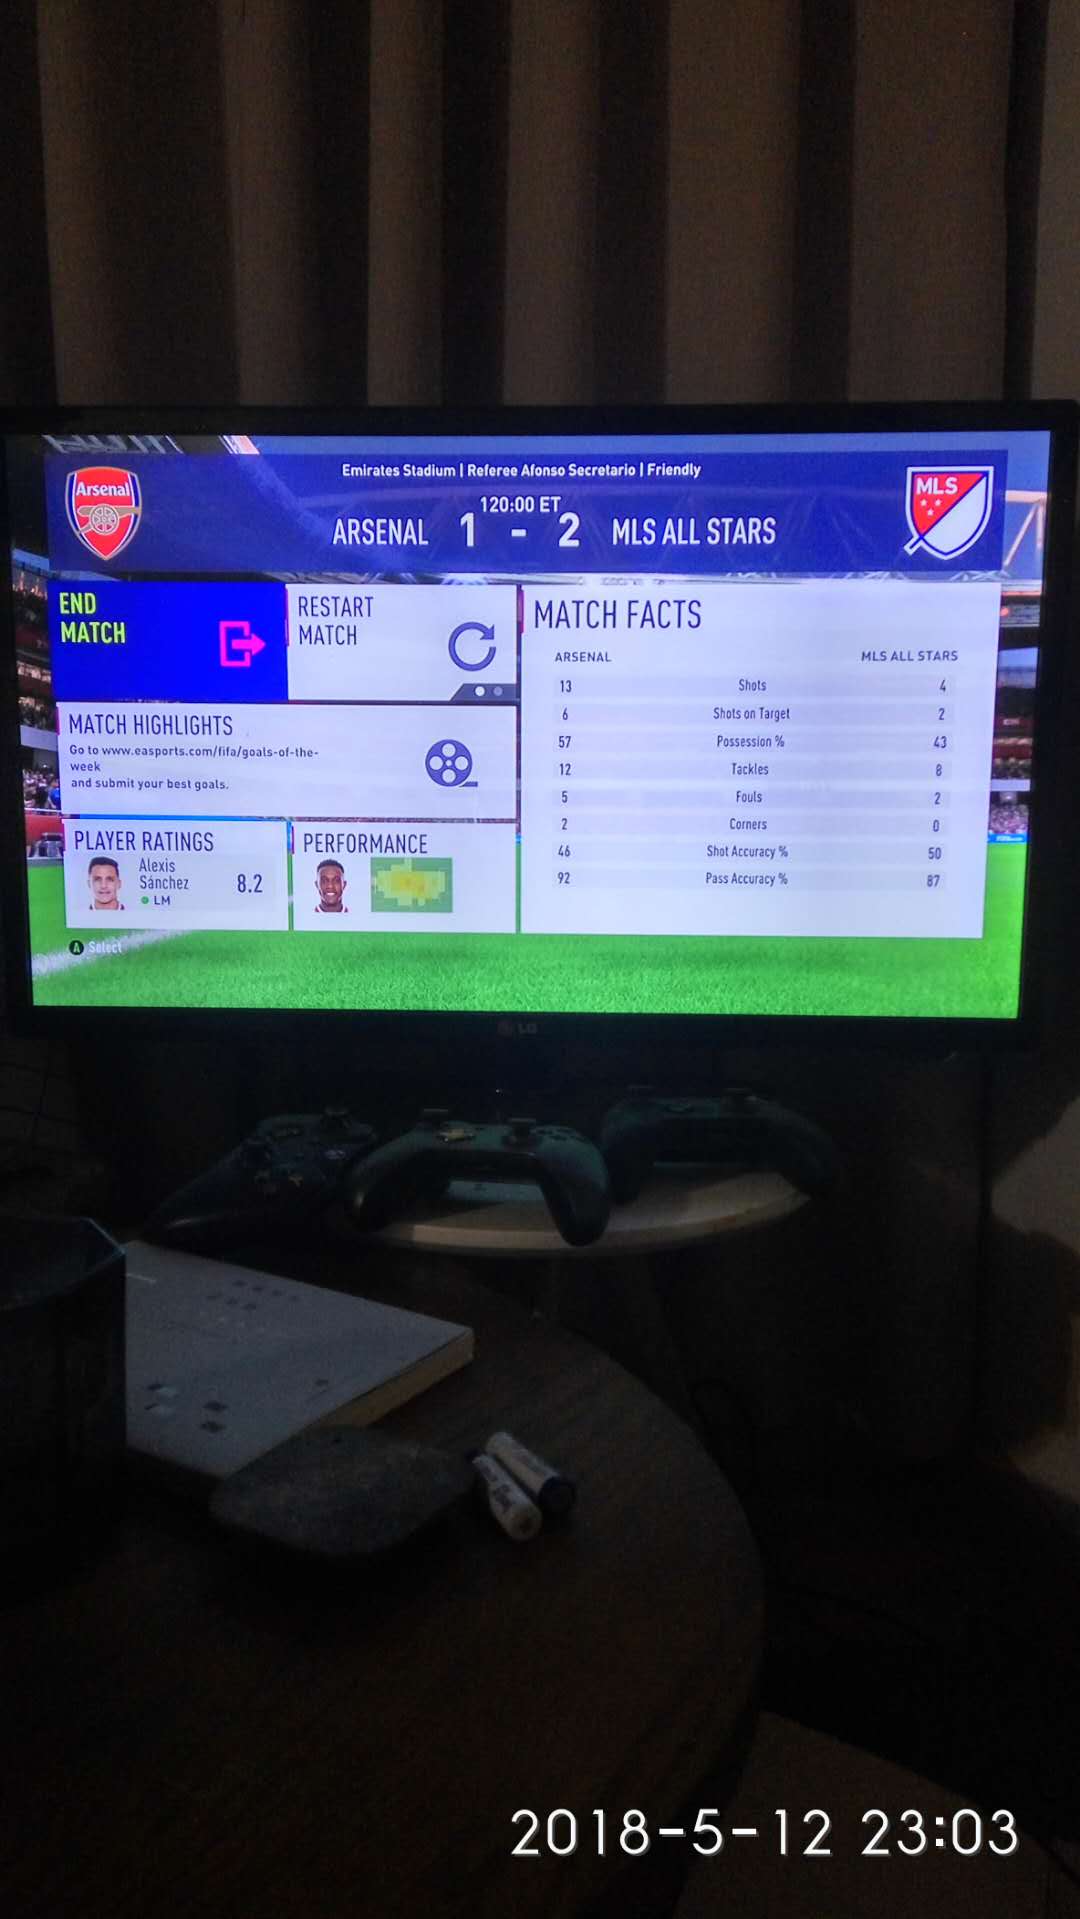 Emirates Stadium | Referee Afonso Secretario | Friendly
Arsenal
120:00 ET
ARSENAL 1 - 2 MLS ALL STARS
MLS
END
MATCH
RESTART
MATCH
MATCH HIGHLIGHTS
Go to www.easports.com/fifa/goals-of-the-
week
and submit your best goals.
PLAYER RATINGS
Alexis
Sánchez
8.2
LM
PERFORMANCE
MATCH FACTS
ARSENAL MLS ALL STARS
13 Shots 4
6 Shots on Target 2
57 Possession % 43
12 Tackles 8
5 Fouls 2
2 Corners 0
46 Shot Accuracy % 50
92 Pass Accuracy % 87
A Select
LG
2018-5-12 23:03